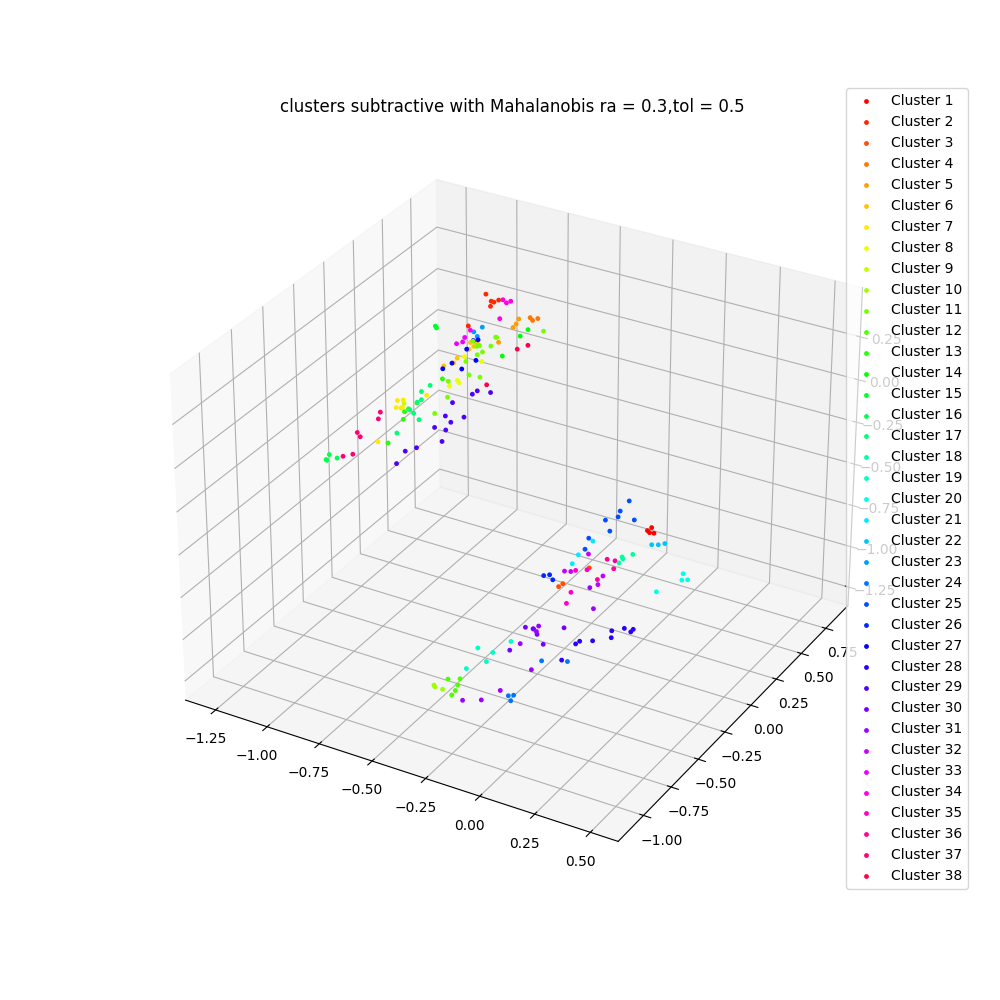 clusters subtractive with Mahalanobis ra = 0.3,tol = 0.5
Cluster 1
Cluster 2
Cluster 3
Cluster 4
Cluster 5
Cluster 6
Cluster 7
Cluster 8
Cluster 9
Cluster 10
Cluster 11
Cluster 12
Cluster 13
Cluster 14
Cluster 15
Cluster 16
Cluster 17
Cluster 18
Cluster 19
Cluster 20
Cluster 21
Cluster 22
Cluster 23
Cluster 24
Cluster 25
Cluster 26
Cluster 27
Cluster 28
Cluster 29
Cluster 30
Cluster 31
Cluster 32
Cluster 33
Cluster 34
Cluster 35
Cluster 36
Cluster 37
Cluster 38
0.25
0.00
−0.25
−0.50
−0.75
−1.00
−1.25
0.75
0.50
0.25
0.00
−0.25
−0.50
−0.75
−1.00
−1.25
−1.00
−0.75
−0.50
−0.25
0.00
0.25
0.50